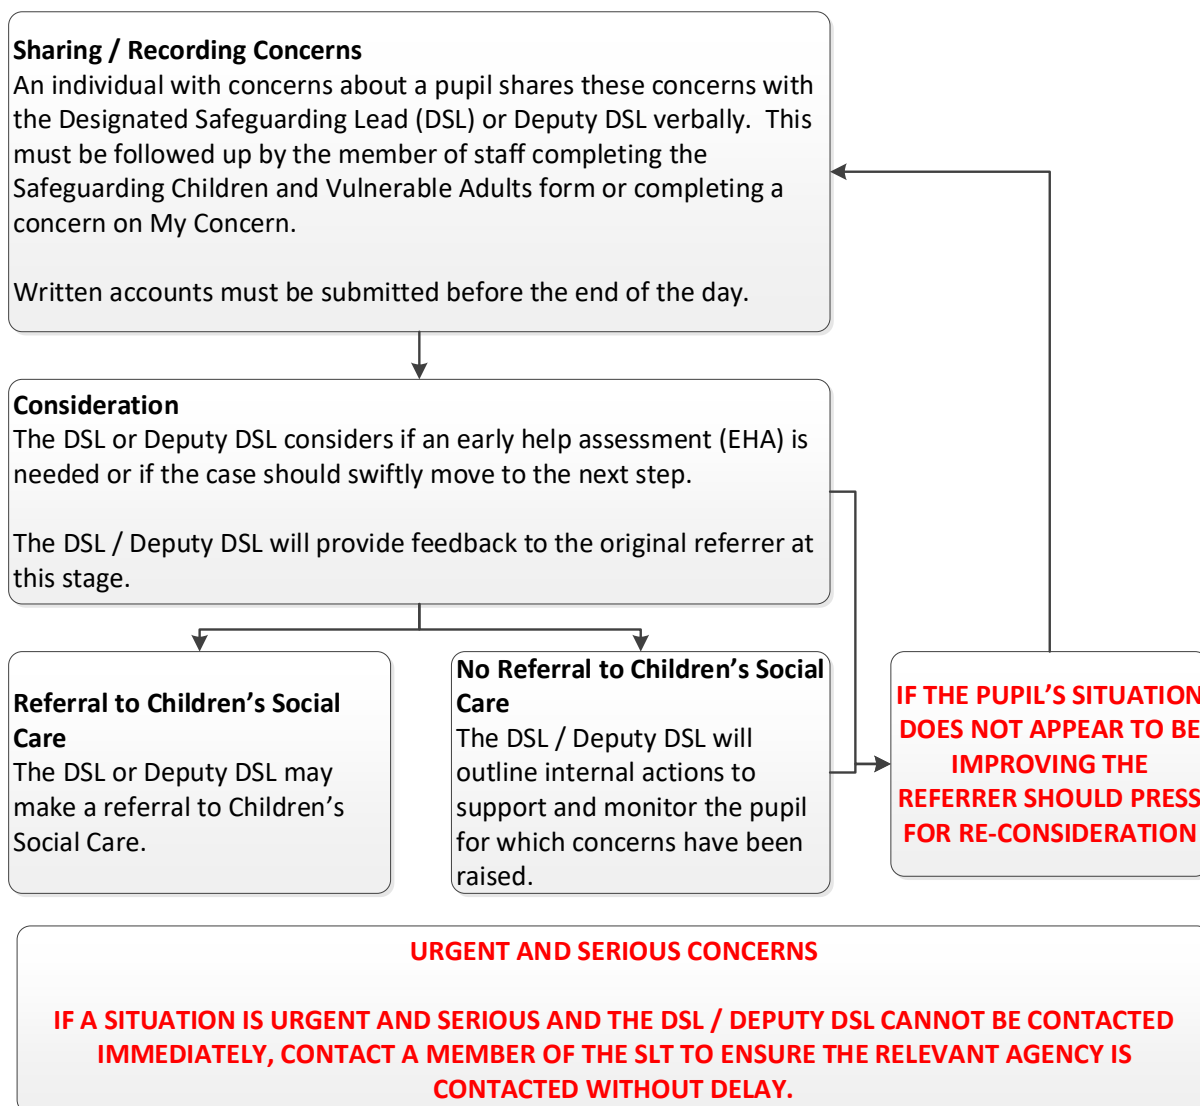 Sharing / Recording Concerns
An individual with concerns about a pupil shares these concerns with
the Designated Safeguarding Lead (DSL) or Deputy DSL verbally.  This
must be followed up by the member of staff completing the
Safeguarding Children and Vulnerable Adults form or completing a
concern on My Concern.
Written accounts must be submitted before the end of the day.
Consideration
The DSL or Deputy DSL considers if an early help assessment (EHA) is
needed or if the case should swiftly move to the next step.
The DSL / Deputy DSL will provide feedback to the original referrer at
this stage.
Referral to Children’s Social
Care
The DSL or Deputy DSL may
make a referral to Children’s
Social Care.
No Referral to Children’s Social
Care
The DSL / Deputy DSL will
outline internal actions to
support and monitor the pupil
for which concerns have been
raised.
IF THE PUPIL’S SITUATION
DOES NOT APPEAR TO BE
IMPROVING THE
REFERRER SHOULD PRESS
FOR RE-CONSIDERATION
URGENT AND SERIOUS CONCERNS
IF A SITUATION IS URGENT AND SERIOUS AND THE DSL / DEPUTY DSL CANNOT BE CONTACTED
IMMEDIATELY, CONTACT A MEMBER OF THE SLT TO ENSURE THE RELEVANT AGENCY IS
CONTACTED WITHOUT DELAY.